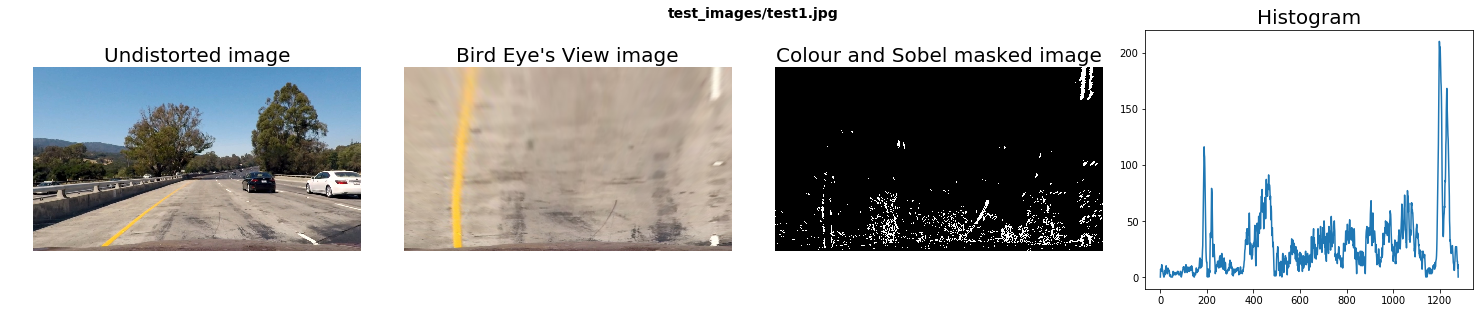 test_images/test1.jpg
Undistorted image
Bird Eye's View image
Colour and Sobel masked image
Histogram
200
150
100
50
0
0 200 400 600 800 1000 1200